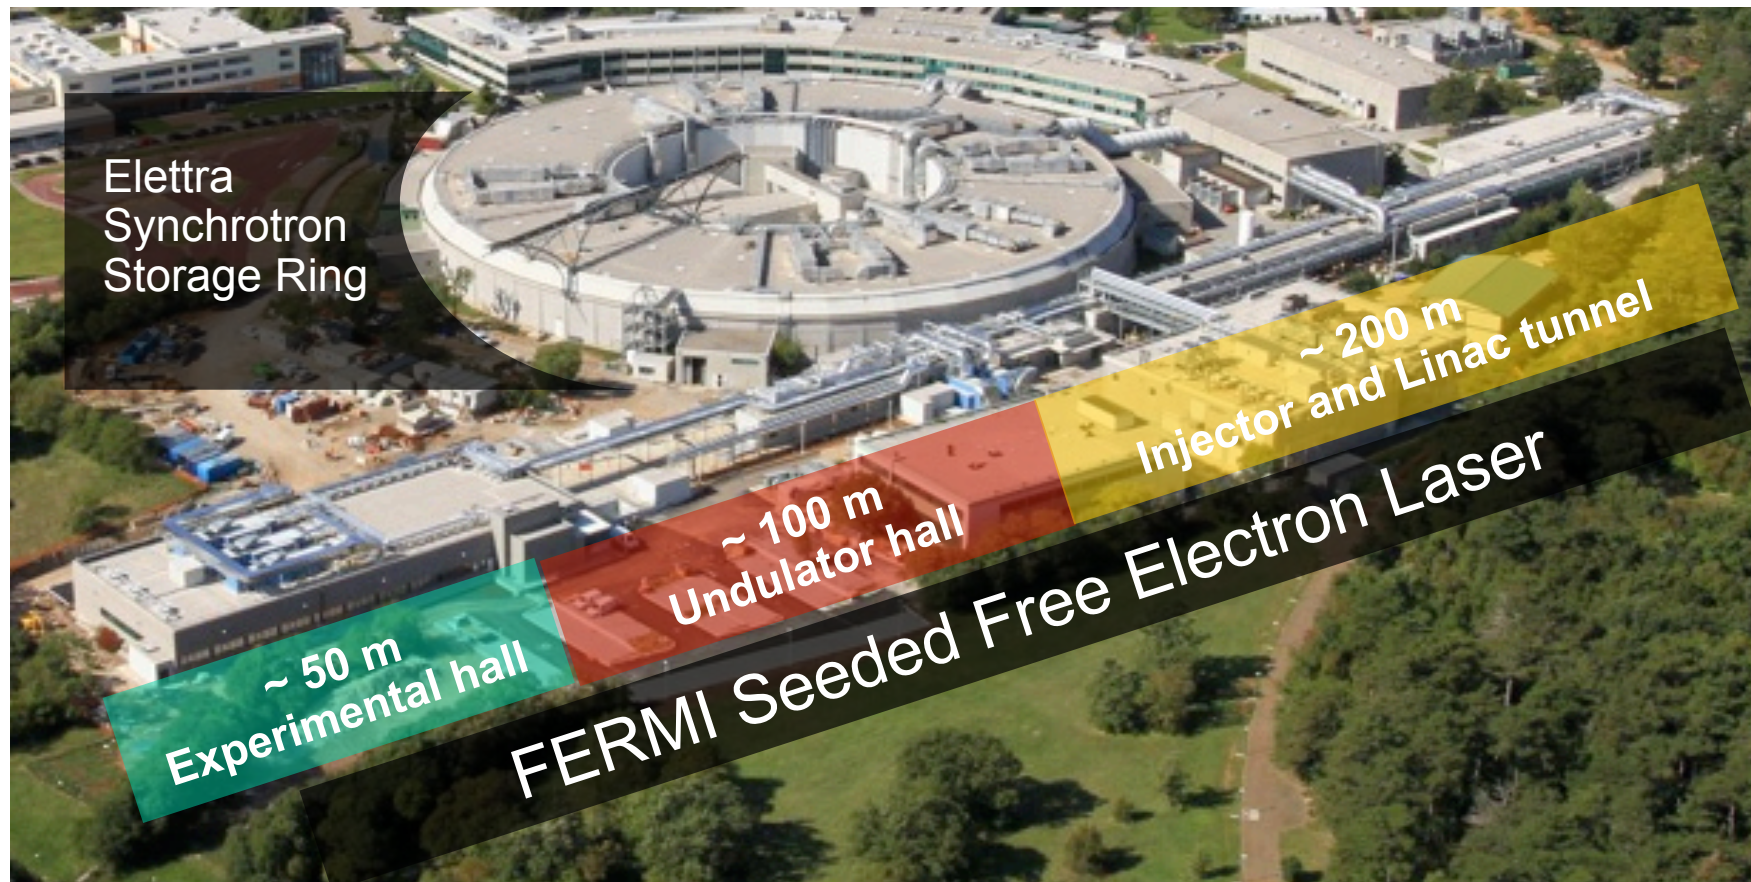 Elettra
Synchrotron
Storage Ring
~ 200 m
Injector and Linac tunnel
~ 100 m
Undulator hall
~ 50 m
Experimental hall
FERMI Seeded Free Electron Laser